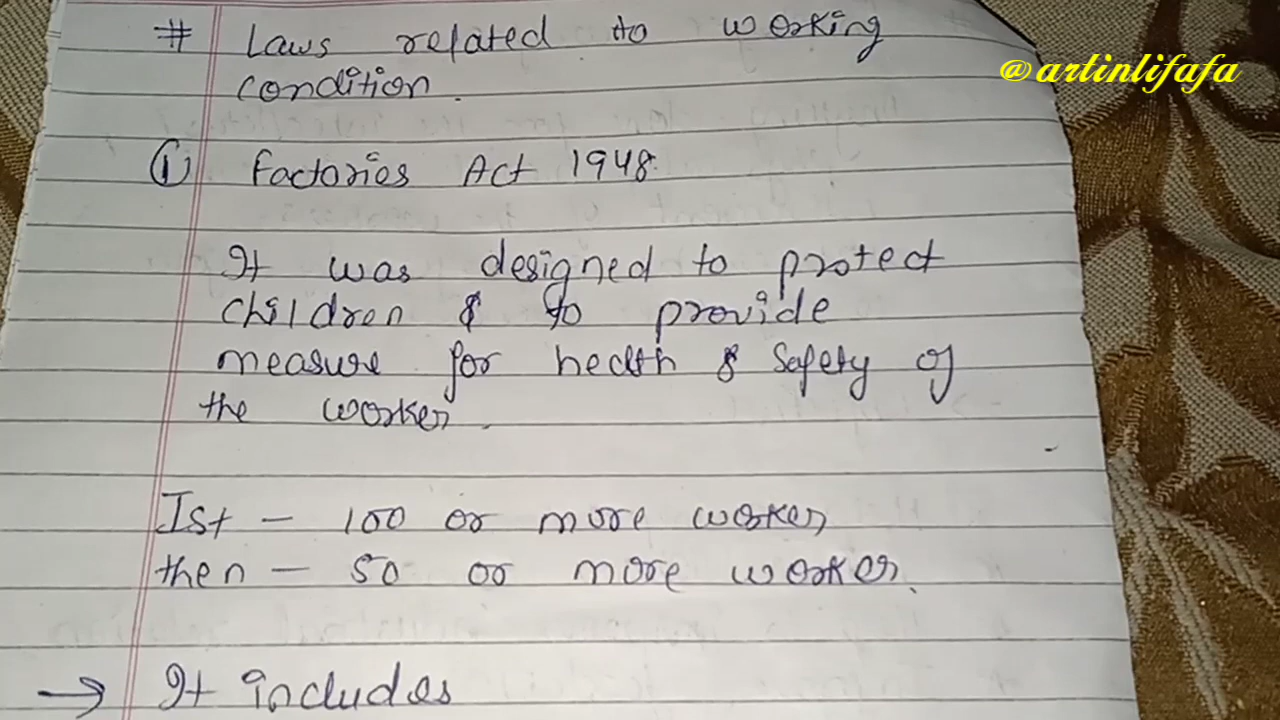 # Laws related to working
condition.
@artinlifafa
① Factories Act 1948
It was designed to protect
children & to provide
measure for health & safety of
the worker.
Ist - 100 or more worker
then - 50 or more worker.
→ It includes